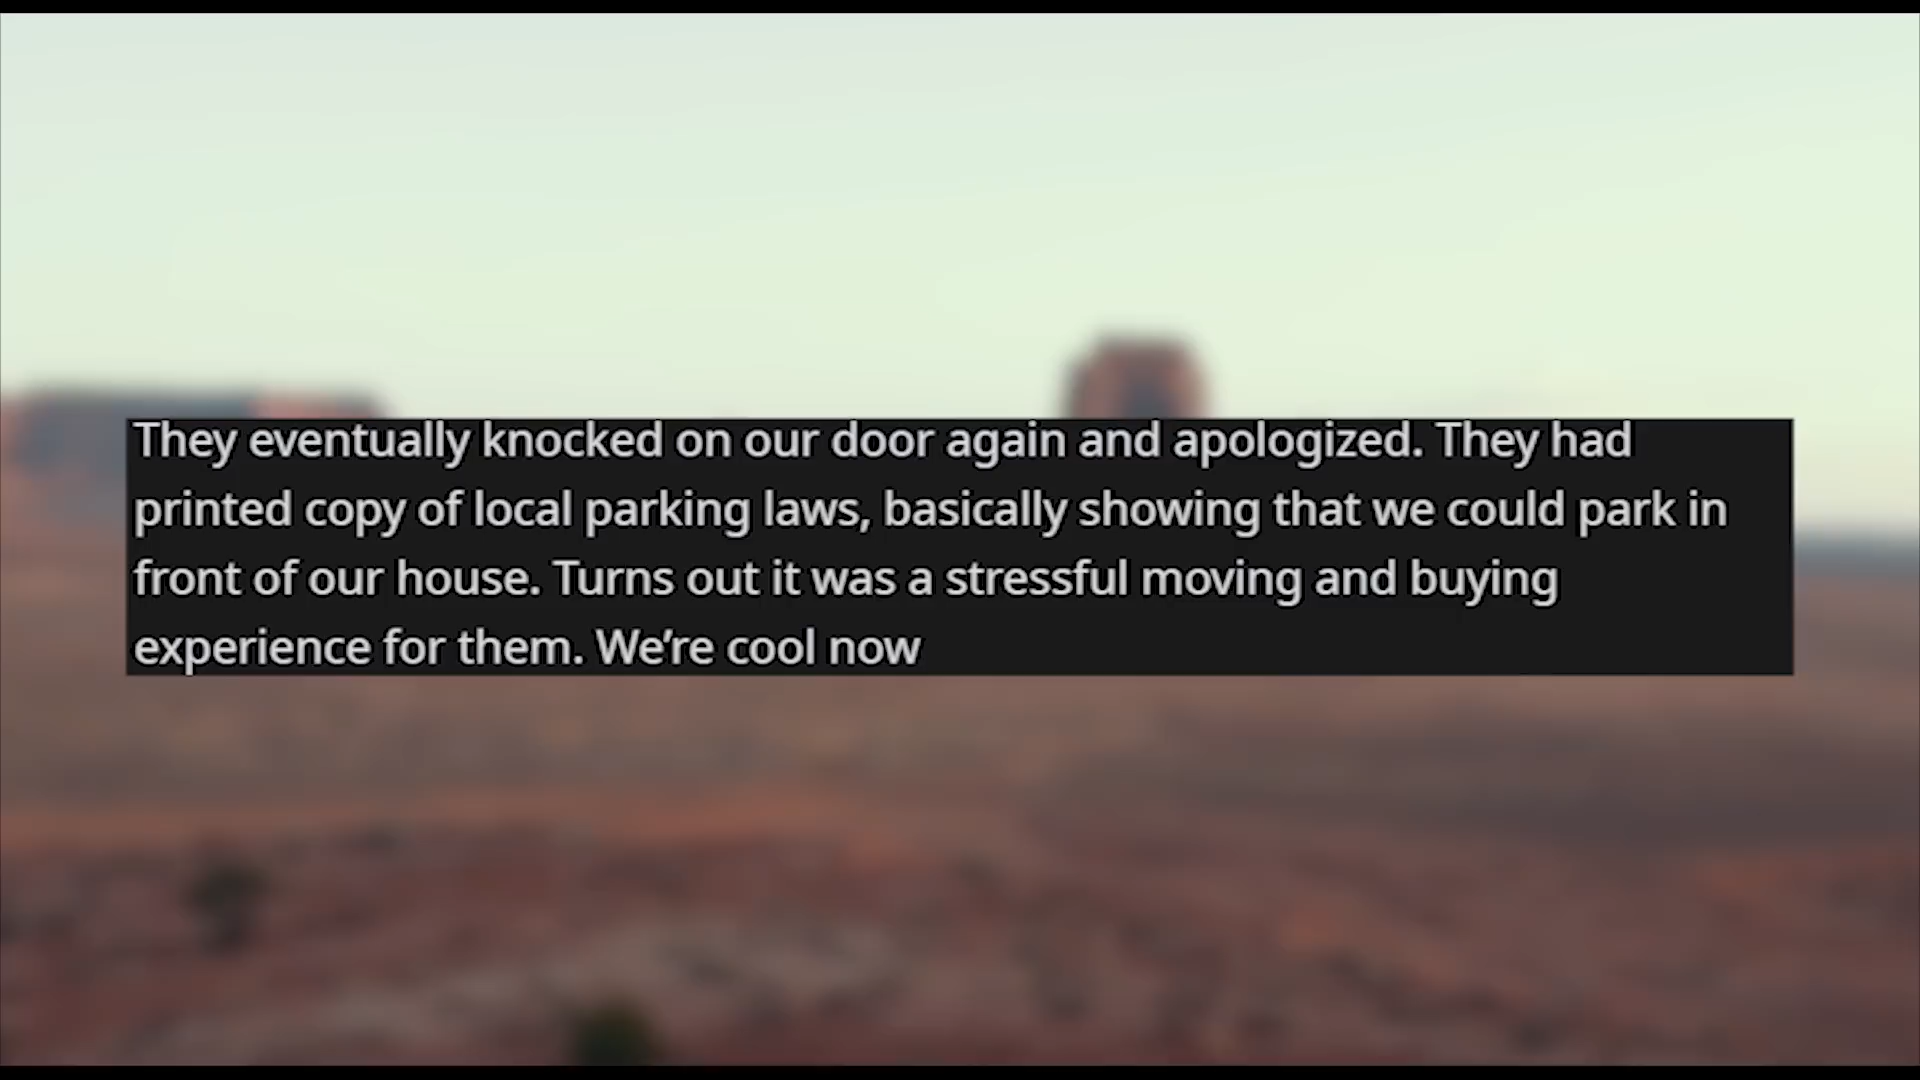 They eventually knocked on our door again and apologized. They had
printed copy of local parking laws, basically showing that we could park in
front of our house. Turns out it was a stressful moving and buying
experience for them. We’re cool now